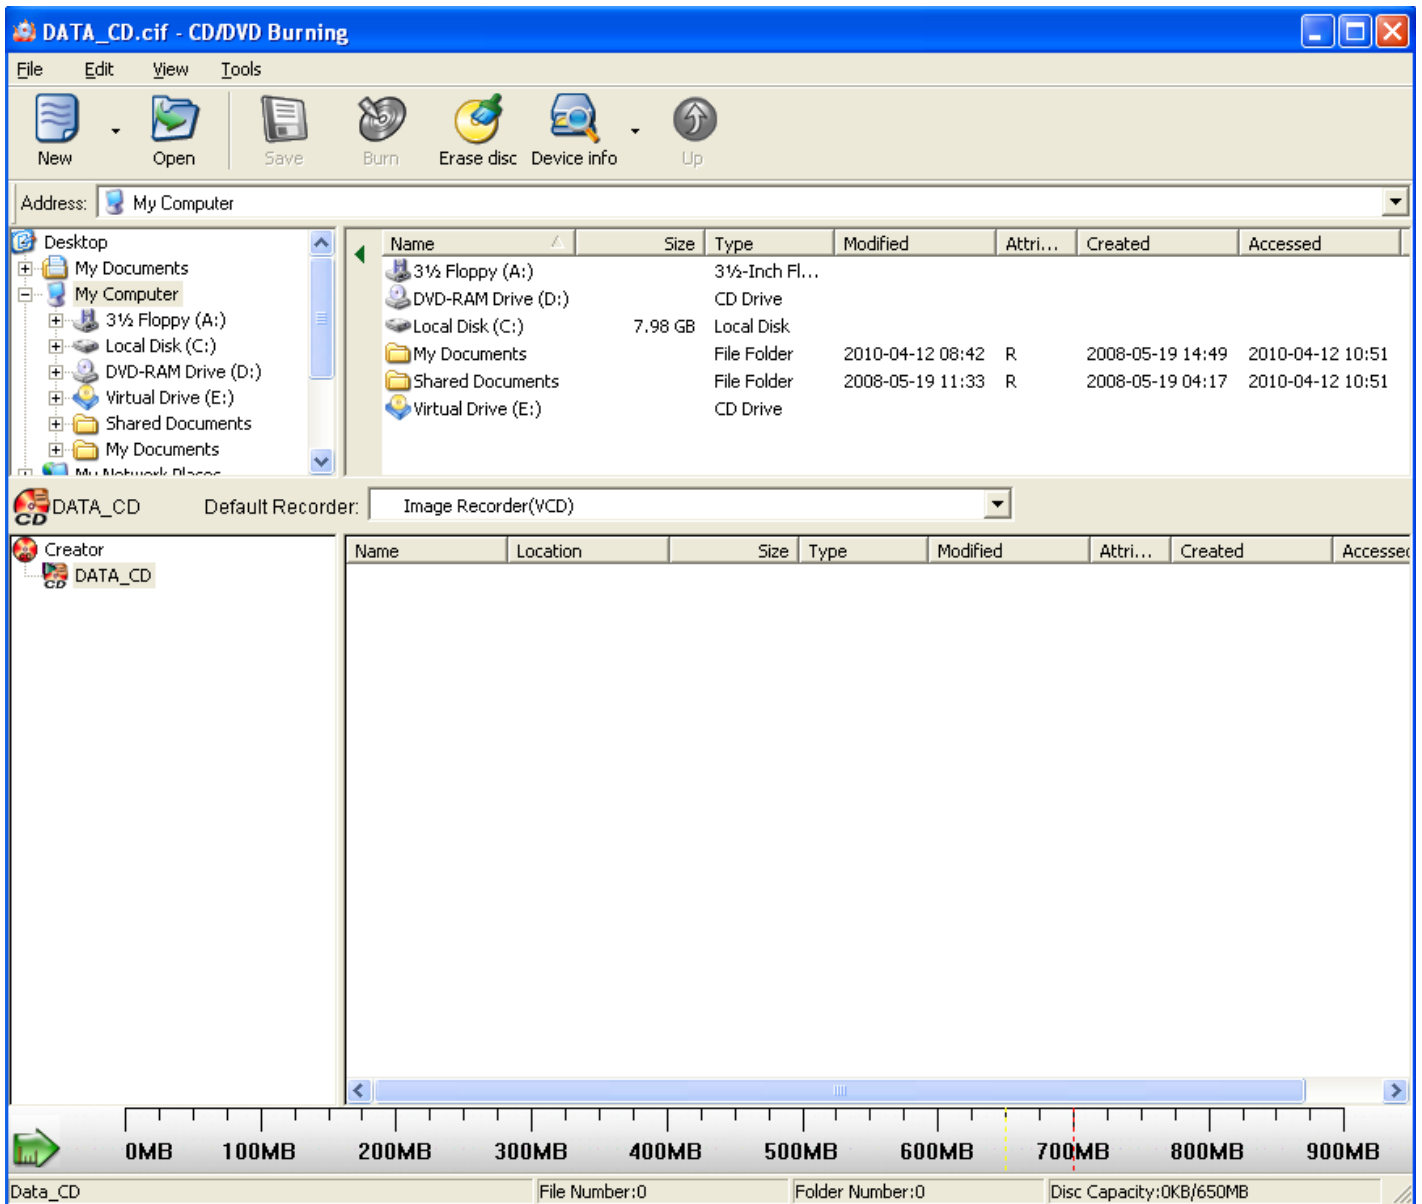 DATA_CD.cif - CD/DVD Burning
File Edit View Tools
New Open Save Burn Erase disc Device info Up
Address: My Computer
Desktop
My Documents
My Computer
3½ Floppy (A:)
Local Disk (C:)
DVD-RAM Drive (D:)
Virtual Drive (E:)
Shared Documents
My Documents
My Network Places
Name Size Type Modified Attri... Created Accessed
3½ Floppy (A:) 3½-Inch Fl...
DVD-RAM Drive (D:) CD Drive
Local Disk (C:) 7.98 GB Local Disk
My Documents File Folder 2010-04-12 08:42 R 2008-05-19 14:49 2010-04-12 10:51
Shared Documents File Folder 2008-05-19 11:33 R 2008-05-19 04:17 2010-04-12 10:51
Virtual Drive (E:) CD Drive
CD DATA_CD Default Recorder: Image Recorder(VCD)
Creator
CD DATA_CD
Name Location Size Type Modified Attri... Created Accessed
0MB 100MB 200MB 300MB 400MB 500MB 600MB 700MB 800MB 900MB
Data_CD File Number:0 Folder Number:0 Disc Capacity:0KB/650MB